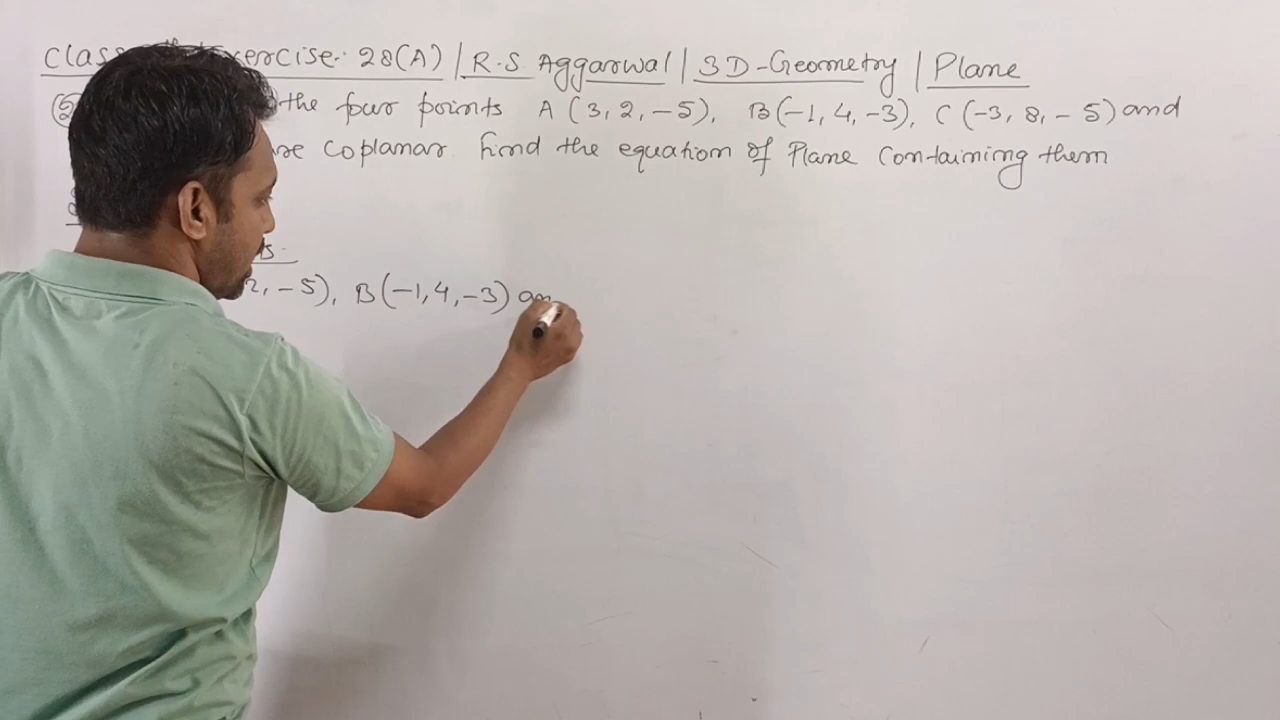 Class ercise: 28(A) | R.S Aggarwal | 3D-Geometry | Plane
the four points A (3, 2, -5), B(-1, 4, -3), C (-3, 8, -5) and
are coplanar. find the equation of Plane containing them
2, -5), B(-1, 4, -3) an